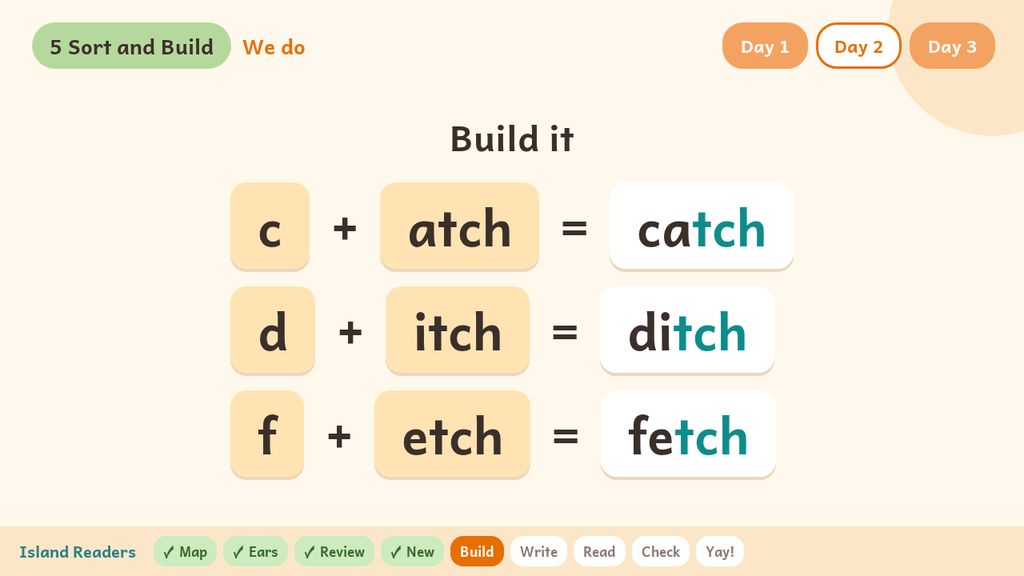 5 Sort and Build We do Day 1 Day 2 Day 3
Build it
c + atch = catch
d + itch = ditch
f + etch = fetch
Island Readers ✓ Map ✓ Ears ✓ Review ✓ New Build Write Read Check Yay!